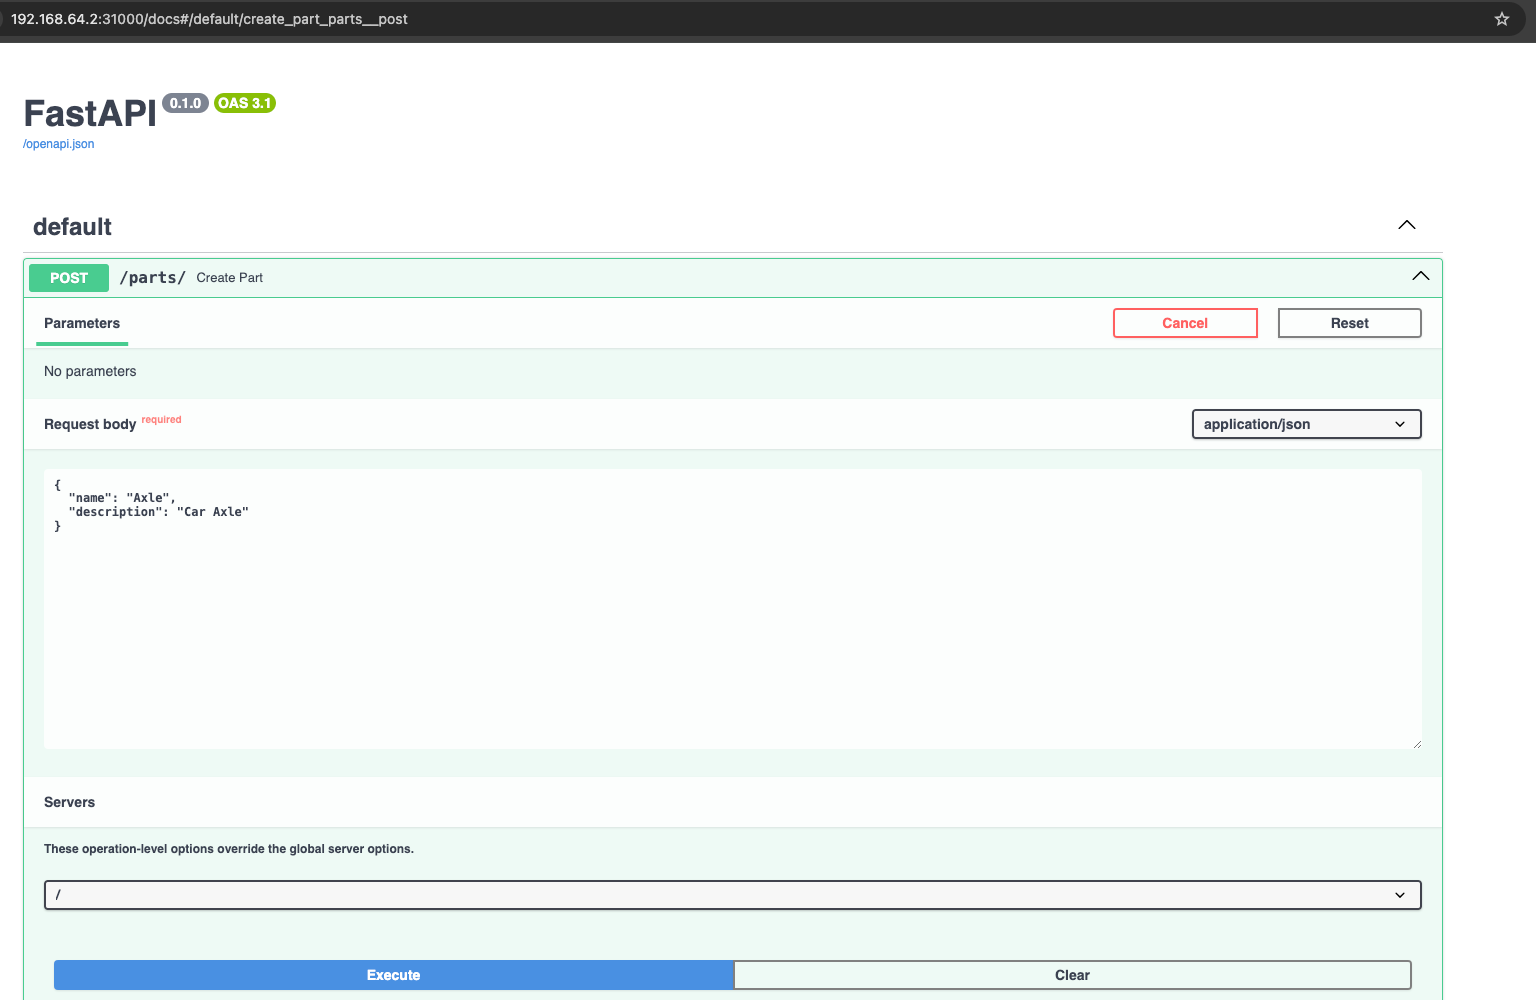 192.168.64.2:31000/docs#/default/create_part_parts__post
FastAPI 0.1.0 OAS 3.1
/openapi.json
default
POST /parts/ Create Part
Parameters Cancel Reset
No parameters
Request body required application/json
{
"name": "Axle",
"description": "Car Axle"
}
Servers
These operation-level options override the global server options.
/
Execute Clear